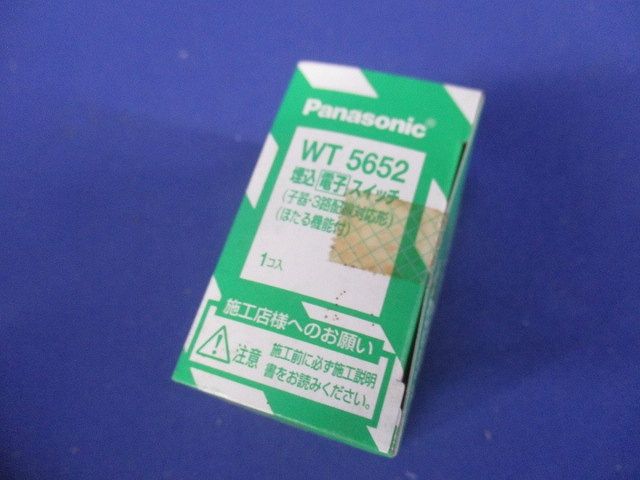 Panasonic
WT 5652
埋込電子スイッチ
(子器・3路配線対応形)
(ほたる機能付)
1コ入
施工店様へのお願い
注意 施工前に必ず施工説明
書をお読みください。